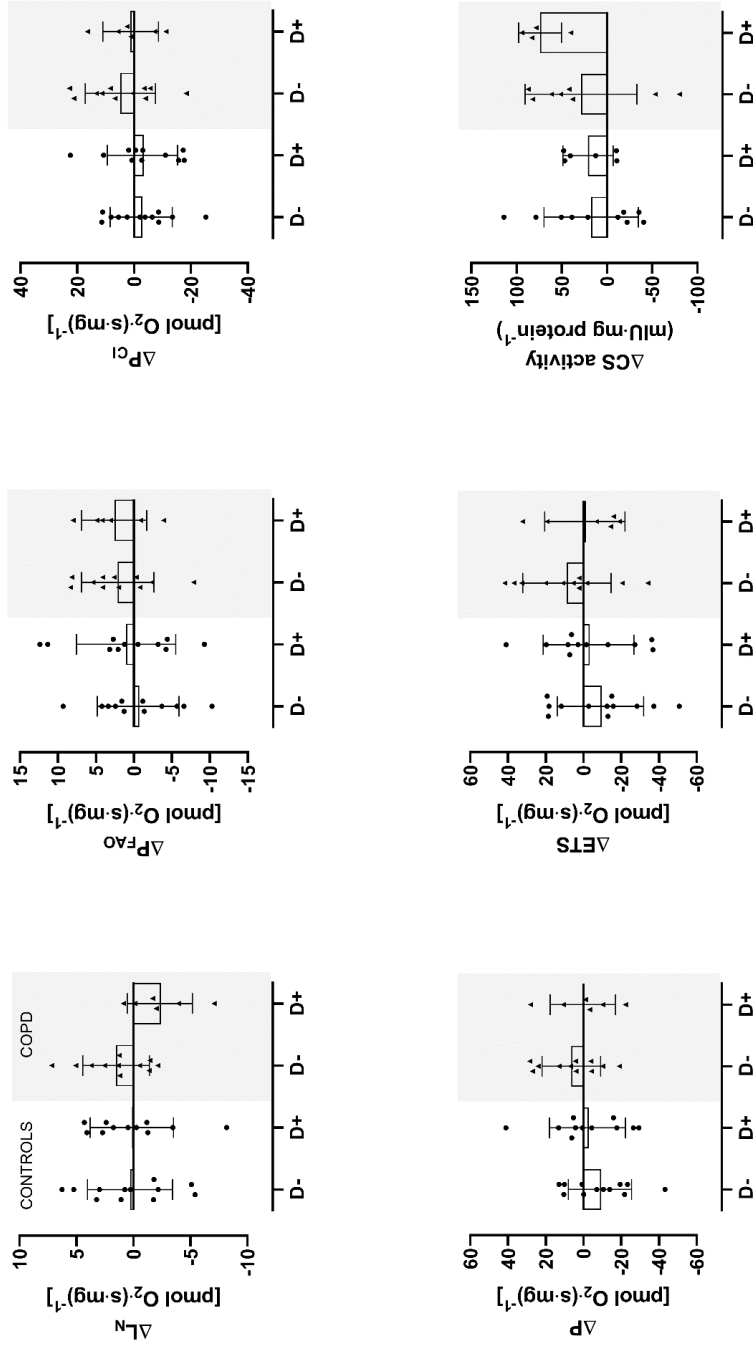 CONTROLS
COPD
ΔL_N
[pmol O₂·(s·mg)⁻¹]
10
5
0
-5
-10
D-
D+
D-
D+
ΔP_FAO
[pmol O₂·(s·mg)⁻¹]
15
10
5
0
-5
-10
-15
D-
D+
D-
D+
ΔP_CI
[pmol O₂·(s·mg)⁻¹]
40
20
0
-20
-40
D-
D+
D-
D+
ΔP
[pmol O₂·(s·mg)⁻¹]
60
40
20
0
-20
-40
-60
D-
D+
D-
D+
ΔETS
[pmol O₂·(s·mg)⁻¹]
60
40
20
0
-20
-40
-60
D-
D+
D-
D+
ΔCS activity
(mIU·mg protein⁻¹)
150
100
50
0
-50
-100
D-
D+
D-
D+